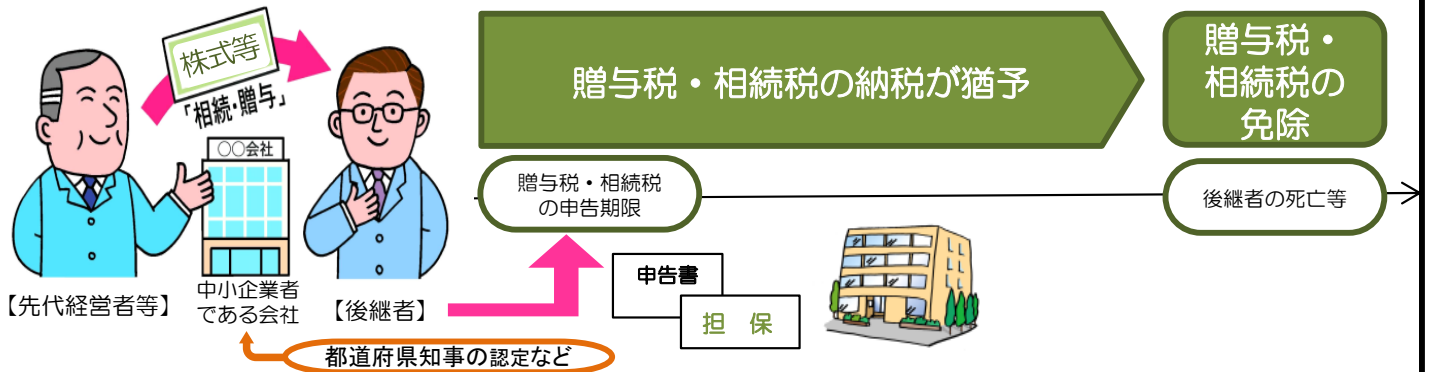 株式等
「相続・贈与」
〇〇会社
【先代経営者等】
中小企業者
である会社
【後継者】
都道府県知事の認定など
贈与税・相続税の納税が猶予
贈与税・
相続税の
免除
贈与税・相続税
の申告期限
後継者の死亡等
申告書
担　保